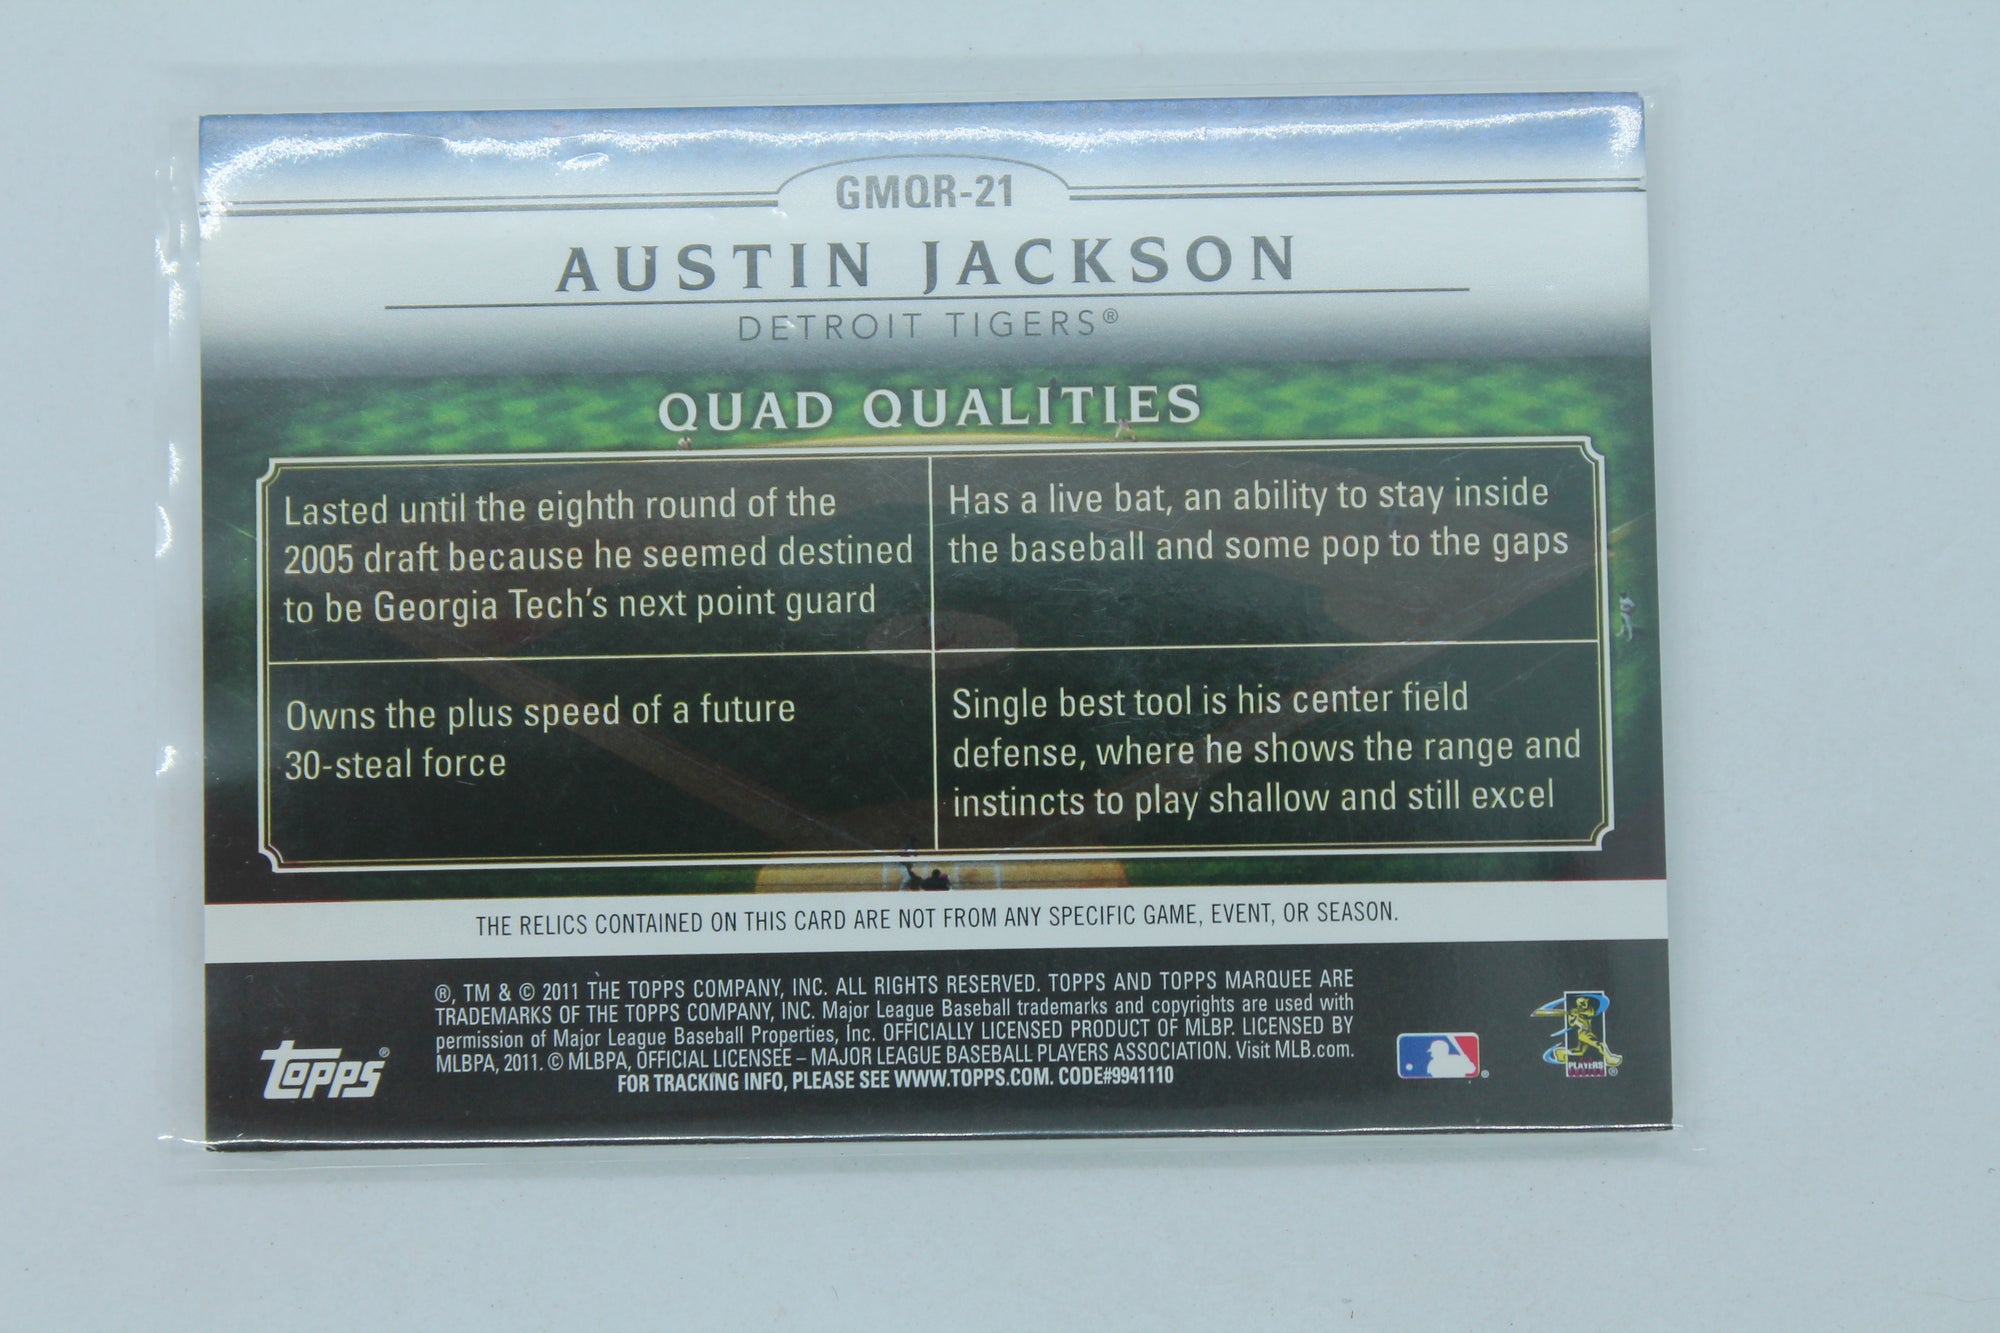 GMQR-21
AUSTIN JACKSON
DETROIT TIGERS®
QUAD QUALITIES
Lasted until the eighth round of the
2005 draft because he seemed destined
to be Georgia Tech's next point guard
Has a live bat, an ability to stay inside
the baseball and some pop to the gaps
Owns the plus speed of a future
30-steal force
Single best tool is his center field
defense, where he shows the range and
instincts to play shallow and still excel
THE RELICS CONTAINED ON THIS CARD ARE NOT FROM ANY SPECIFIC GAME, EVENT, OR SEASON.
®, TM & © 2011 THE TOPPS COMPANY, INC. ALL RIGHTS RESERVED. TOPPS AND TOPPS MARQUEE ARE
TRADEMARKS OF THE TOPPS COMPANY, INC. Major League Baseball trademarks and copyrights are used with
permission of Major League Baseball Properties, Inc. OFFICIALLY LICENSED PRODUCT OF MLBP. LICENSED BY
MLBPA, 2011. © MLBPA, OFFICIAL LICENSEE – MAJOR LEAGUE BASEBALL PLAYERS ASSOCIATION. Visit MLB.com.
FOR TRACKING INFO, PLEASE SEE WWW.TOPPS.COM. CODE#9941110
Topps®
®
PLAYERS ®